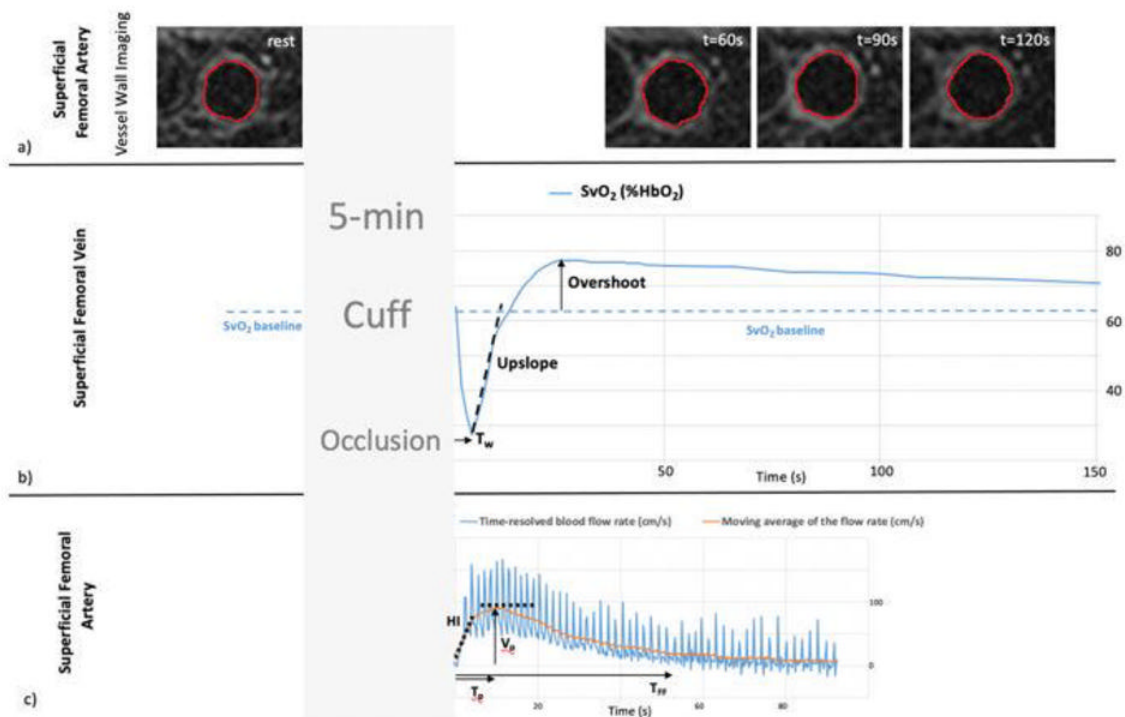 a)
Superficial
Femoral Artery
Vessel Wall Imaging
rest
t=60s
t=90s
t=120s
b)
Superficial Femoral Vein
5-min
Cuff
Occlusion
SvO₂ (%HbO₂)
Overshoot
SvO₂ baseline
SvO₂ baseline
Upslope
Tw
80
60
40
50
100
150
Time (s)
c)
Superficial Femoral
Artery
Time-resolved blood flow rate (cm/s)
Moving average of the flow rate (cm/s)
HI
Vp
Tp
TFF
100
0
20
40
60
80
Time (s)